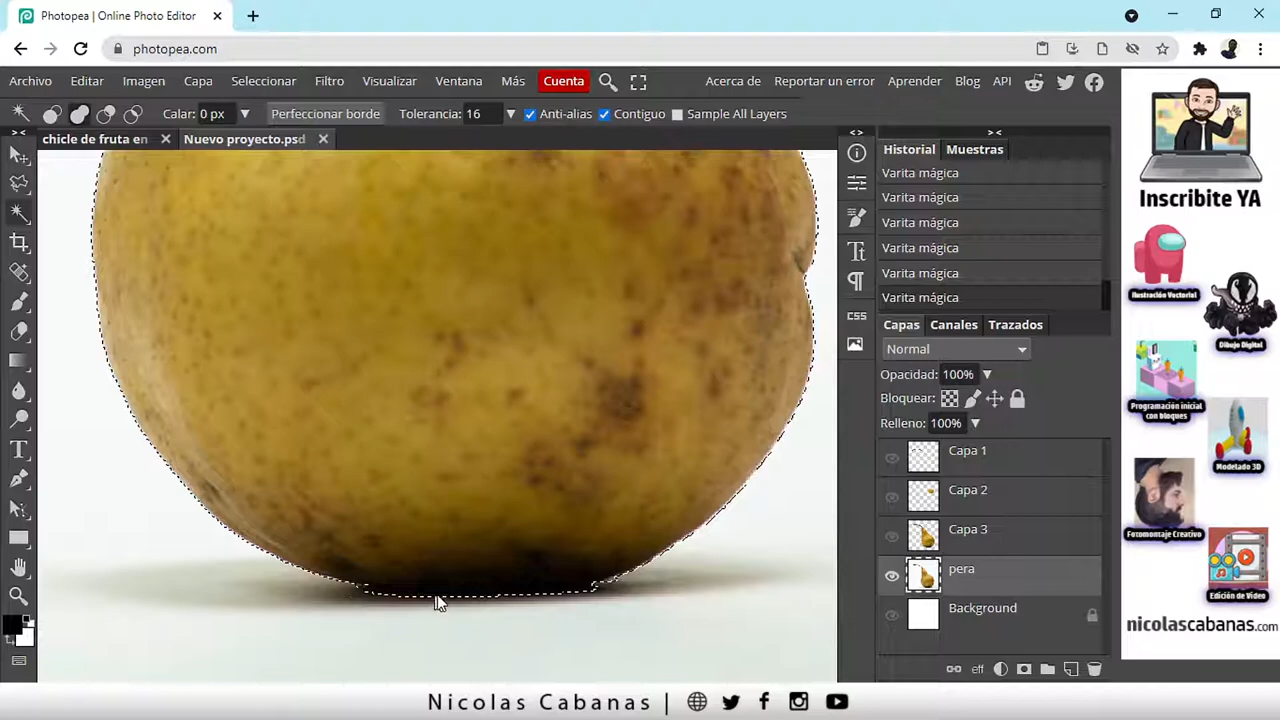 Photopea | Online Photo Editor
photopea.com
Archivo Editar Imagen Capa Seleccionar Filtro Visualizar Ventana Más Cuenta Acerca de Reportar un error Aprender Blog API
Calar: 0 px Perfeccionar borde Tolerancia 16 Anti-alias Contiguo Sample All Layers
chicle de fruta en Nuevo proyecto.psd
Historial Muestras
Varita mágica
Varita mágica
Varita mágica
Varita mágica
Varita mágica
Varita mágica
CSS
Capas Canales Trazados
Normal
Opacidad: 100%
Bloquear:
Relleno: 100%
Capa 1
Capa 2
Capa 3
pera
Background
eff
Inscribite YA
Ilustración Vectorial
Dibujo Digital
Programación inicial
con bloques
Modelado 3D
Fotomontaje Creativo
Edición de Video
nicolascabanas.com
Nicolas Cabanas |